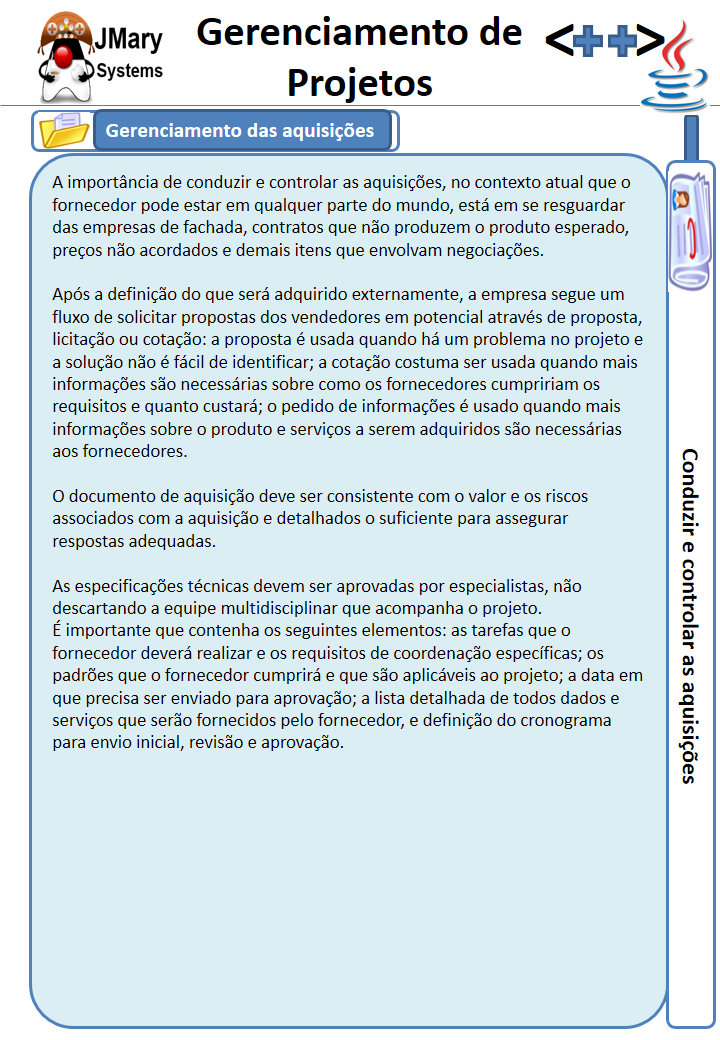 JMary
Systems
Gerenciamento de
Projetos
<++>
Gerenciamento das aquisições
A importância de conduzir e controlar as aquisições, no contexto atual que o
fornecedor pode estar em qualquer parte do mundo, está em se resguardar
das empresas de fachada, contratos que não produzem o produto esperado,
preços não acordados e demais itens que envolvam negociações.
Após a definição do que será adquirido externamente, a empresa segue um
fluxo de solicitar propostas dos vendedores em potencial através de proposta,
licitação ou cotação: a proposta é usada quando há um problema no projeto e
a solução não é fácil de identificar; a cotação costuma ser usada quando mais
informações são necessárias sobre como os fornecedores cumpririam os
requisitos e quanto custará; o pedido de informações é usado quando mais
informações sobre o produto e serviços a serem adquiridos são necessárias
aos fornecedores.
O documento de aquisição deve ser consistente com o valor e os riscos
associados com a aquisição e detalhados o suficiente para assegurar
respostas adequadas.
As especificações técnicas devem ser aprovadas por especialistas, não
descartando a equipe multidisciplinar que acompanha o projeto.
É importante que contenha os seguintes elementos: as tarefas que o
fornecedor deverá realizar e os requisitos de coordenação específicas; os
padrões que o fornecedor cumprirá e que são aplicáveis ao projeto; a data em
que precisa ser enviado para aprovação; a lista detalhada de todos dados e
serviços que serão fornecidos pelo fornecedor, e definição do cronograma
para envio inicial, revisão e aprovação.
Conduzir e controlar as aquisições